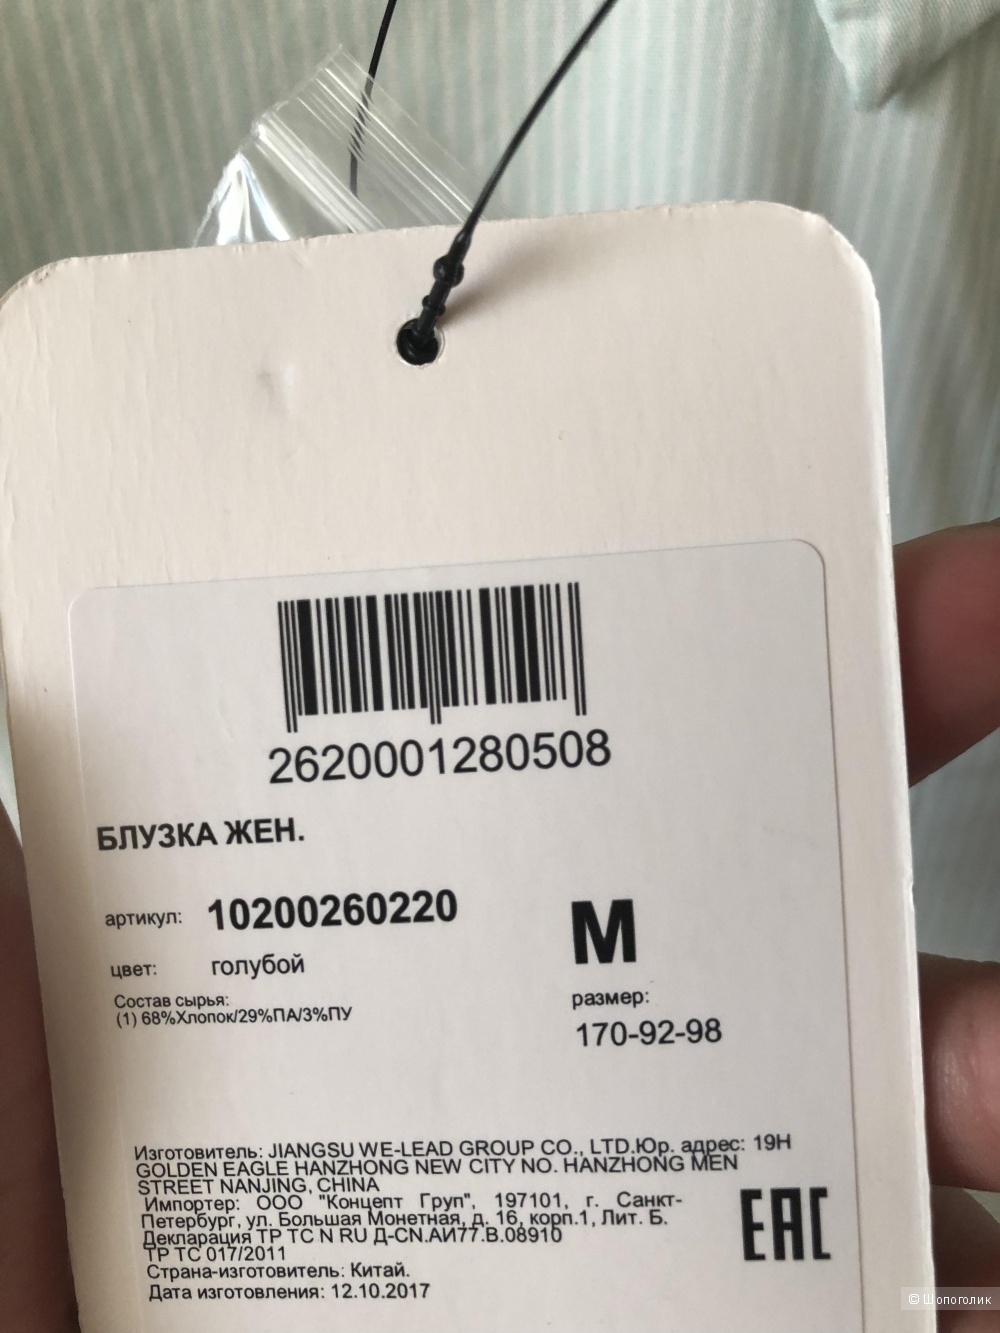 2620001280508
БЛУЗКА ЖЕН.
артикул: 10200260220
M
цвет: голубой
размер:
170-92-98
Состав сырья:
(1) 68%Хлопок/29%ПА/3%ПУ
Изготовитель: JIANGSU WE-LEAD GROUP CO., LTD.Юр. адрес: 19H
GOLDEN EAGLE HANZHONG NEW CITY NO. HANZHONG MEN
STREET NANJING, CHINA
Импортер: ООО "Концепт Груп", 197101, г. Санкт-
Петербург, ул. Большая Монетная, д. 16, корп.1, Лит. Б.
Декларация ТР ТС N RU Д-CN.АИ77.В.08910
ТР ТС 017/2011
Страна-изготовитель: Китай.
Дата изготовления: 12.10.2017
EAC
© Шопоголик